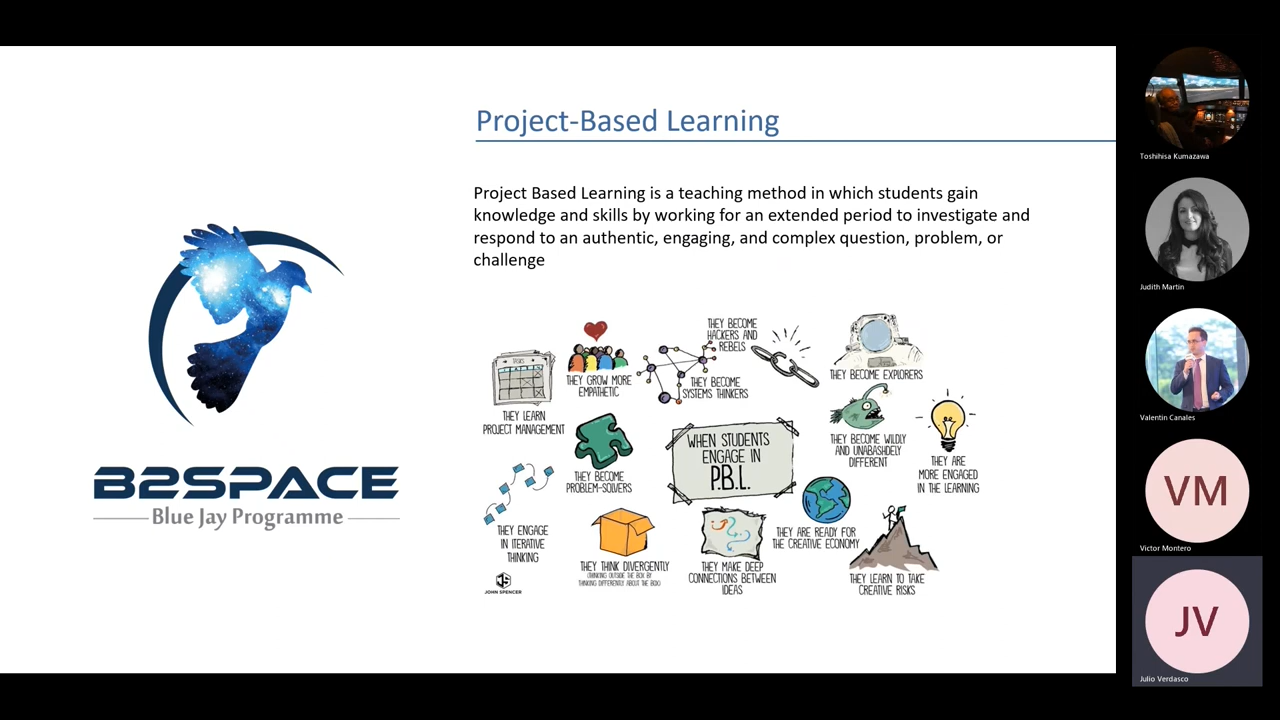 Project-Based Learning
Project Based Learning is a teaching method in which students gain
knowledge and skills by working for an extended period to investigate and
respond to an authentic, engaging, and complex question, problem, or
challenge
B2SPACE
Blue Jay Programme
TASKS
THEY LEARN
PROJECT MANAGEMENT
THEY GROW MORE
EMPATHETIC
THEY BECOME
HACKERS AND
REBELS
THEY BECOME
SYSTEMS THINKERS
THEY BECOME EXPLORERS
THEY BECOME
PROBLEM-SOLVERS
WHEN STUDENTS
ENGAGE IN
P.B.L.
THEY BECOME WILDLY
AND UNABASHDELY
DIFFERENT
THEY ARE
MORE ENGAGED
IN THE LEARNING
THEY ENGAGE
IN ITERATIVE
THINKING
THEY THINK DIVERGENTLY
(THINKING OUTSIDE THE BOX BY
THINKING DIFFERENTLY ABOUT THE BOX)
THEY MAKE DEEP
CONNECTIONS BETWEEN
IDEAS
THEY ARE READY FOR
THE CREATIVE ECONOMY
THEY LEARN TO TAKE
CREATIVE RISKS
JS
JOHN SPENCER
Toshihisa Kumazawa
Judith Martin
Valentin Canales
VM
Victor Montero
JV
Julio Verdasco